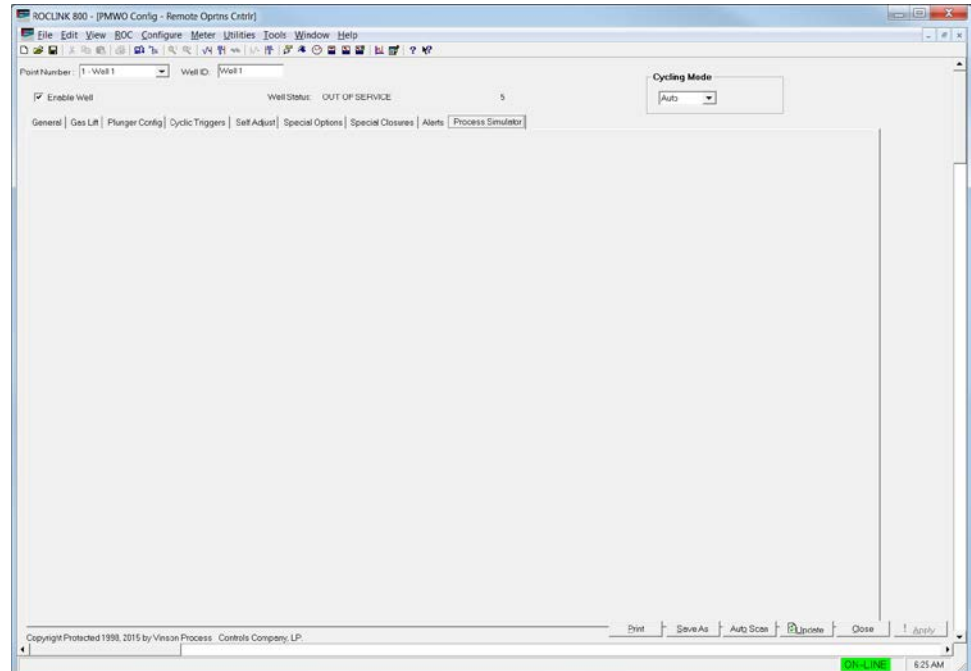 ROCLINK 800 - [PMWO Config - Remote Oprtns Cntrlr]
File Edit View ROC Configure Meter Utilities Tools Window Help
Point Number: 1 - Well 1 Well ID: Well 1
Cycling Mode
Enable Well Well Status: OUT OF SERVICE 5 Auto
General Gas Lift Plunger Config Cyclic Triggers Self Adjust Special Options Special Closures Alerts Process Simulator
Print Save As Auto Scan Update Close ! Apply
Copyright Protected 1998, 2015 by Vinson Process Controls Company, LP.
ON-LINE 6:25 AM